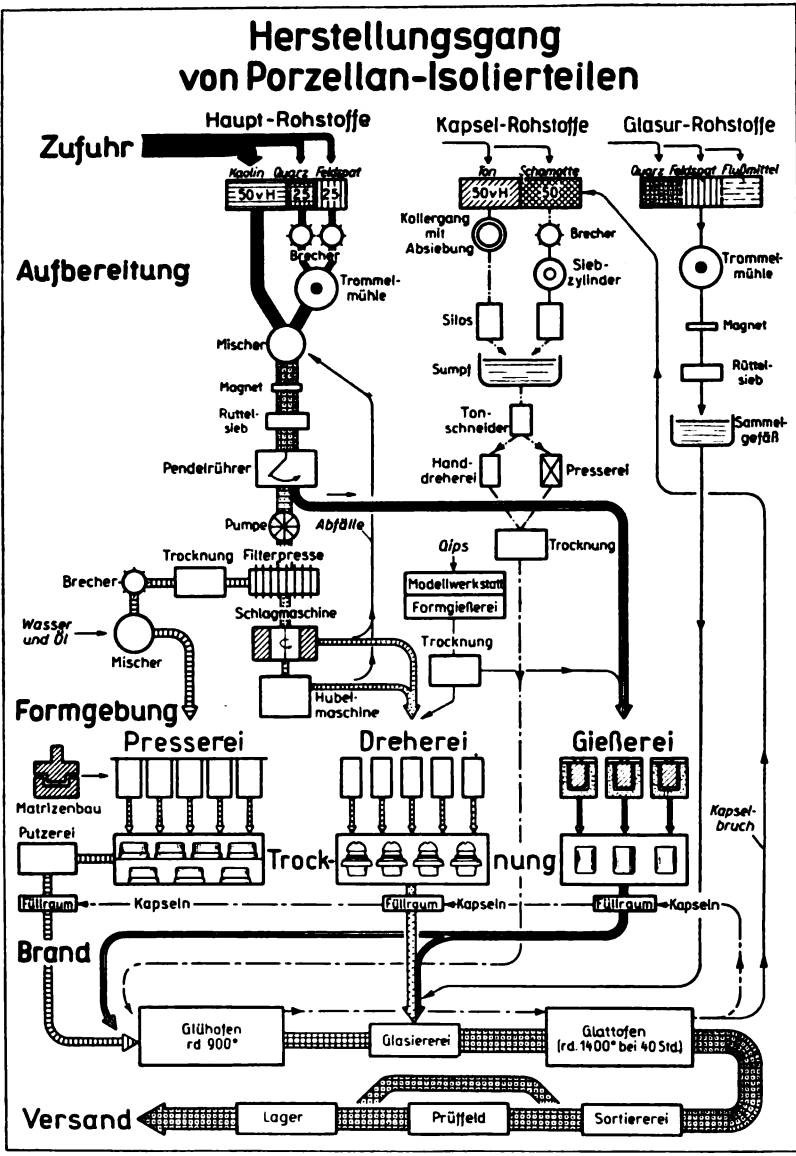 Herstellungsgang
von Porzellan-Isolierteilen
Haupt-Rohstoffe
Kapsel-Rohstoffe
Glasur-Rohstoffe
Zufuhr
Kaolin
Quarz
Feldspat
50vH
25
25
Ton
Schamotte
50vH
50
Quarz
Feldspat
Flußmittel
Aufbereitung
Brecher
Trommel-
mühle
Kollergang
mit
Absiebung
Brecher
Sieb-
zylinder
Trommel-
mühle
Silos
Magnet
Mischer
Sumpf
Rüttel-
sieb
Magnet
Rüttel-
sieb
Ton-
schneider
Sammel-
gefäß
Pendelrührer
Hand-
dreherei
Presserei
Pumpe
Abfälle
Trocknung
Gips
Trocknung
Filterpresse
Brecher
Modellwerkstatt
Formgießerei
Schlagmaschine
Wasser
und Öl
Mischer
Trocknung
Hubel-
maschine
Formgebung
Presserei
Dreherei
Gießerei
Matrizenbau
Kapsel-
bruch
Putzerei
Trock-
nung
Füllraum
Kapseln
Füllraum
Kapseln
Füllraum
Kapseln
Brand
Glühofen
rd 900°
Glasiererei
Glattofen
(rd. 1400° bei 40 Std.)
Versand
Lager
Prüffeld
Sortiererei